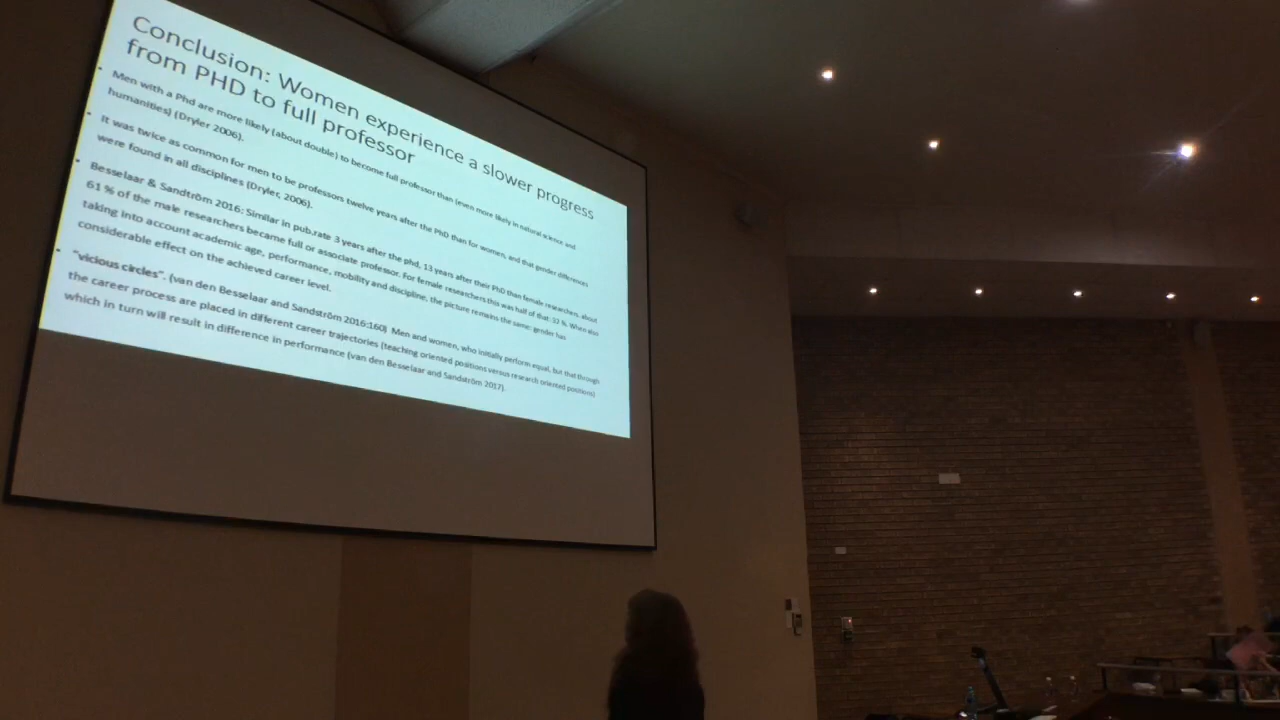 Conclusion: Women experience a slower progress
from PHD to full professor
• Men with a Phd are more likely (about double) to become full professor than (even more likely in natural science and
humanities) (Dryler 2006).
• It was twice as common for men to be professors twelve years after the PhD than for women, and that gender differences
were found in all disciplines (Dryler, 2006).
• Besselaar & Sandström 2016: Similar in pub.rate 3 years after the phd, 13 years after their PhD than female researchers. about
61 % of the male researchers became full or associate professor. For female researchers this was half of that: 32 %. When also
taking into account academic age, performance, mobility and discipline, the picture remains the same: gender has
considerable effect on the achieved career level.
• "vicious circles". (van den Besselaar and Sandström 2016:160) Men and women, who initially perform equal, but that through
the career process are placed in different career trajectories (teaching oriented positions versus research oriented positions)
which in turn will result in difference in performance (van den Besselaar and Sandström 2017).